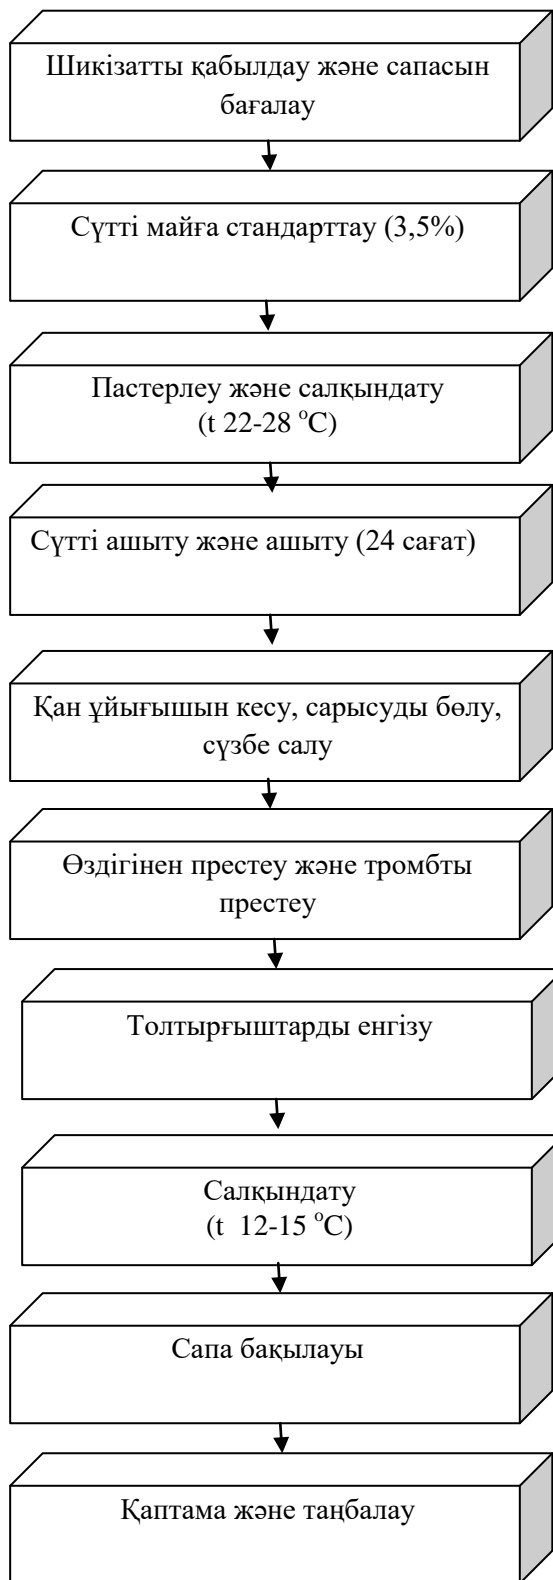 Шикізатты қабылдау және сапасын
бағалау
Сүтті майға стандарттау (3,5%)
Пастерлеу және салқындату
(t 22-28 °С)
Сүтті ашыту және ашыту (24 сағат)
Қан ұйығышын кесу, сарысуды бөлу,
сүзбе салу
Өздігінен престеу және тромбты
престеу
Толтырғыштарды енгізу
Салқындату
(t 12-15 °С)
Сапа бақылауы
Қаптама және таңбалау